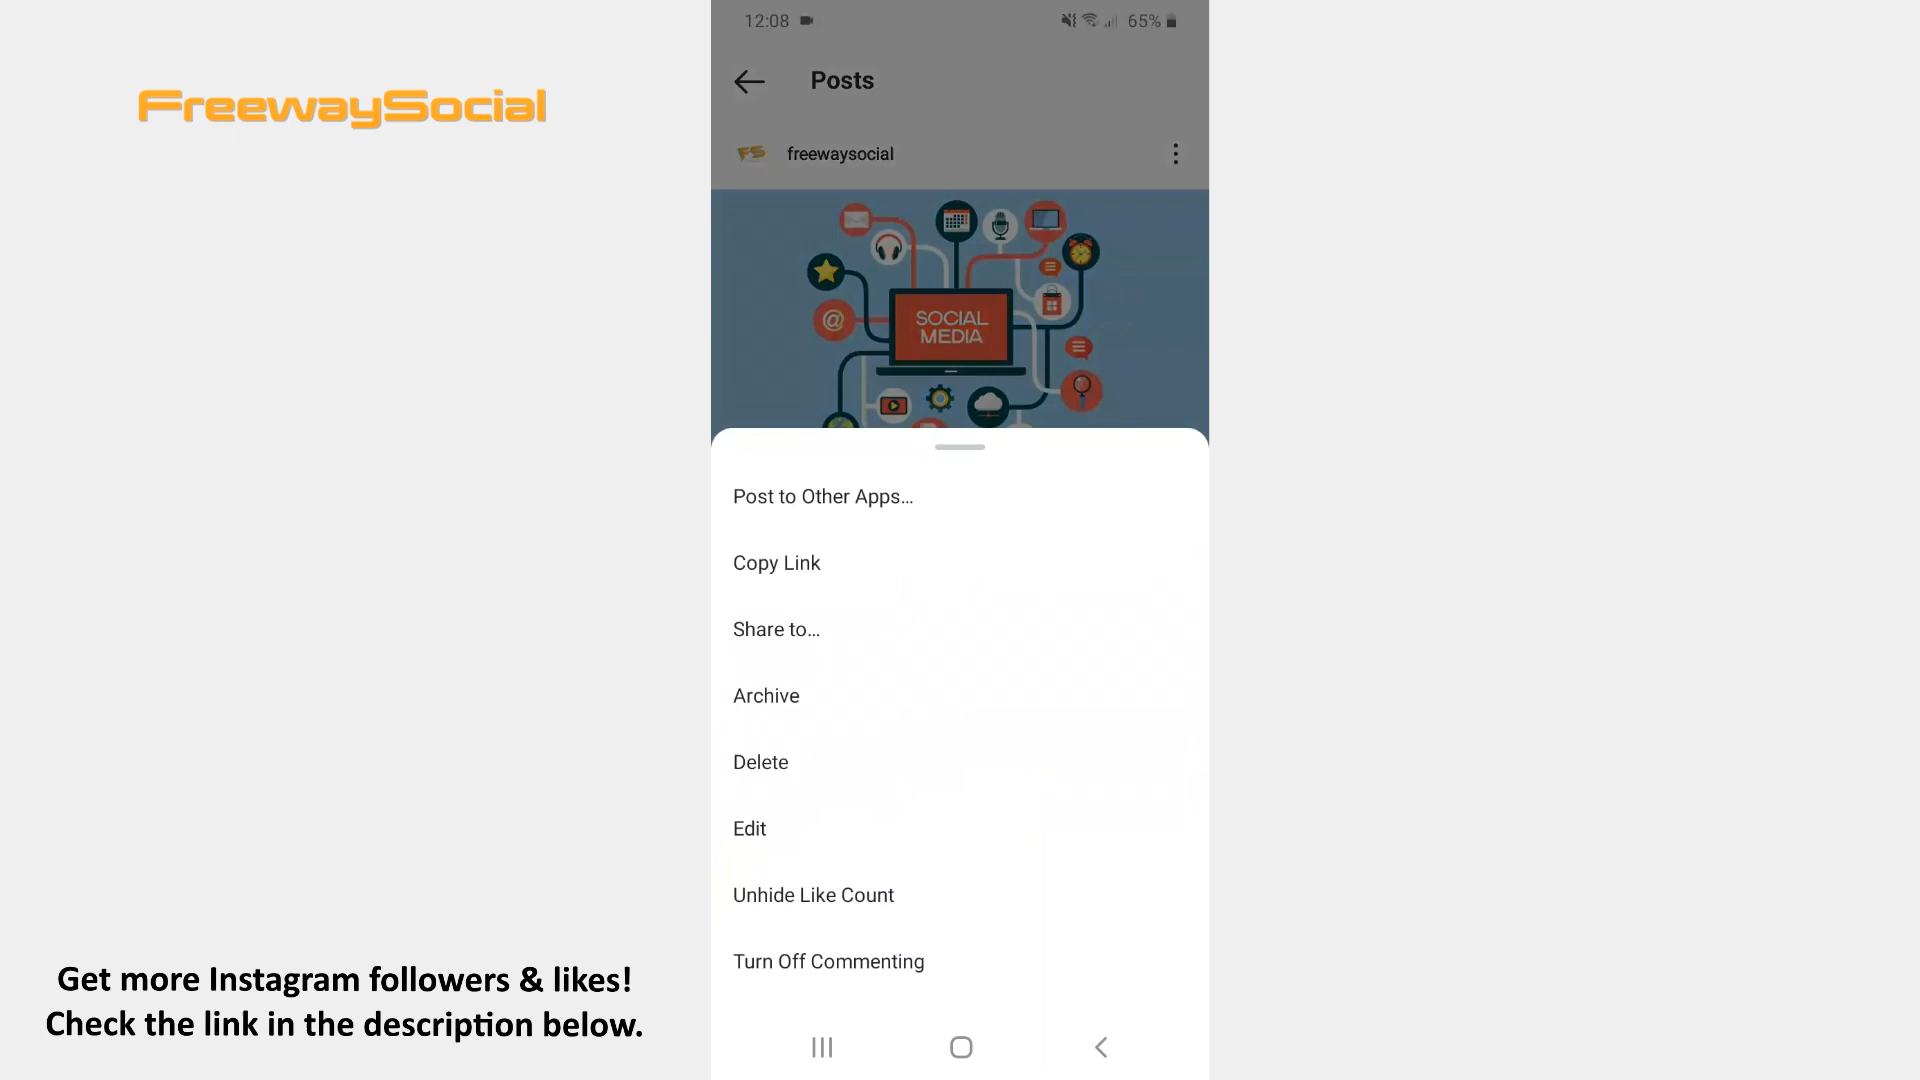 12:08
65%
FreewaySocial
Posts
FS
freewaysocial
@
SOCIAL
MEDIA
Post to Other Apps...
Copy Link
Share to...
Archive
Delete
Edit
Unhide Like Count
Turn Off Commenting
Get more Instagram followers & likes!
Check the link in the description below.